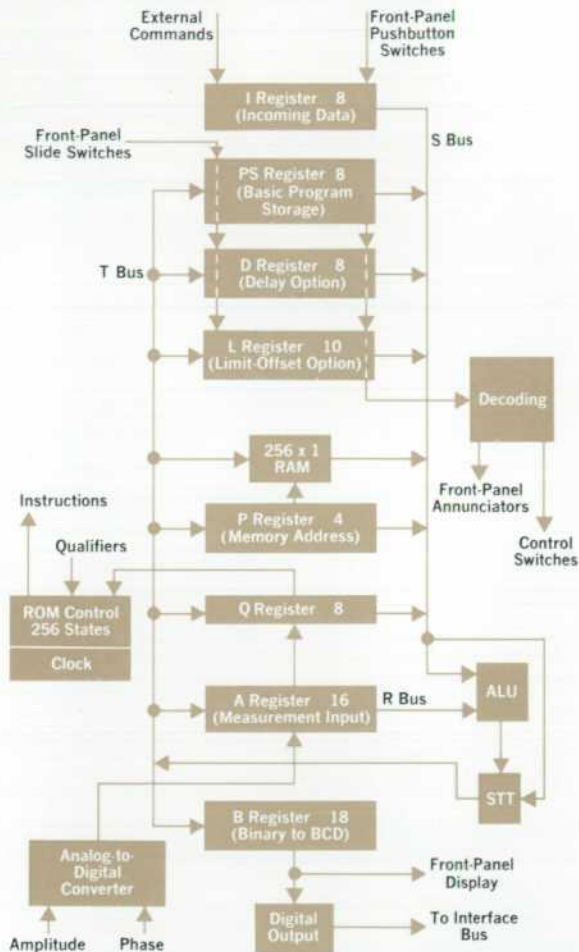 External
Commands
Front-Panel
Pushbutton
Switches
I Register 8
(Incoming Data)
S Bus
Front-Panel
Slide Switches
PS Register 8
(Basic Program
Storage)
T Bus
D Register 8
(Delay Option)
L Register 10
(Limit-Offset Option)
Decoding
256 x 1
RAM
Front-Panel
Annunciators
Instructions
P Register 4
(Memory Address)
Control
Switches
Qualifiers
ROM Control
256 States
Q Register 8
Clock
ALU
A Register 16
(Measurement Input)
R Bus
STT
B Register 18
(Binary to BCD)
Analog-to-
Digital
Converter
Front-Panel
Display
Digital
Output
To Interface
Bus
Amplitude
Phase